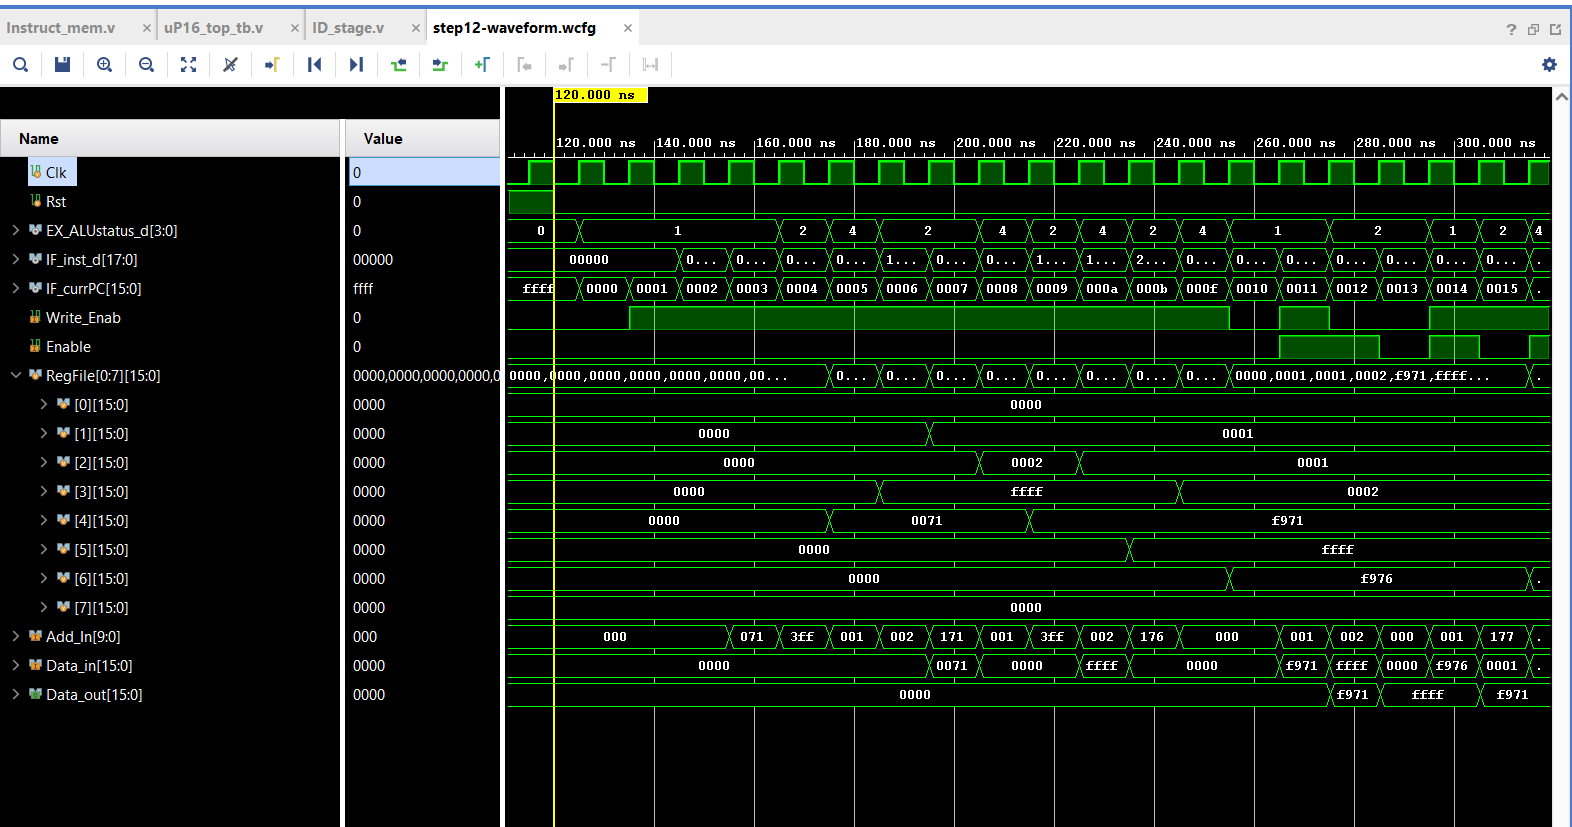 Instruct_mem.v × uP16_top_tb.v × ID_stage.v × step12-waveform.wcfg ×
120.000 ns
Name Value
120.000 ns 140.000 ns 160.000 ns 180.000 ns 200.000 ns 220.000 ns 240.000 ns 260.000 ns 280.000 ns 300.000 ns
Clk 0
Rst 0
EX_ALUstatus_d[3:0] 0 0 1 2 4 2 4 2 4 2 4 1 2 1 2 4
IF_inst_d[17:0] 00000 00000 0... 0... 0... 0... 1... 0... 0... 1... 1... 2... 0... 0... 0... 0... 0... 0... 0... .
IF_currPC[15:0] ffff ffff 0000 0001 0002 0003 0004 0005 0006 0007 0008 0009 000a 000b 000f 0010 0011 0012 0013 0014 0015 .
Write_Enab 0
Enable 0
RegFile[0:7][15:0] 0000,0000,0000,0000,0 0000,0000,0000,0000,0000,0000,00... 0... 0... 0... 0... 0... 0... 0... 0... 0000,0001,0001,0002,f971,ffff... .
[0][15:0] 0000 0000
[1][15:0] 0000 0000 0001
[2][15:0] 0000 0000 0002 0001
[3][15:0] 0000 0000 ffff 0002
[4][15:0] 0000 0000 0071 f971
[5][15:0] 0000 0000 ffff
[6][15:0] 0000 0000 f976 .
[7][15:0] 0000 0000
Add_In[9:0] 000 000 071 3ff 001 002 171 001 3ff 002 176 000 001 002 000 001 177 .
Data_in[15:0] 0000 0000 0071 0000 ffff 0000 f971 ffff 0000 f976 0001 .
Data_out[15:0] 0000 0000 f971 ffff f971